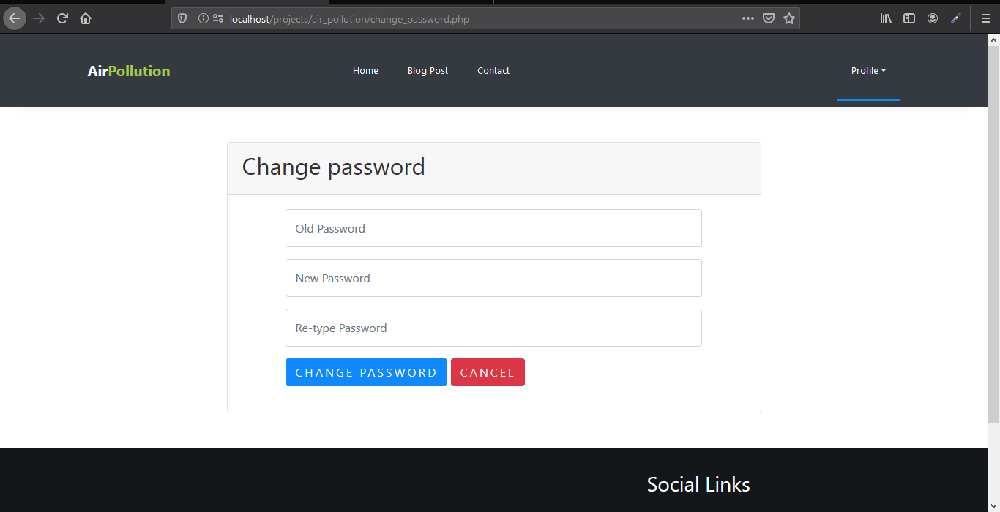 localhost/projects/air_pollution/change_password.php
AirPollution Home Blog Post Contact Profile
Change password
Old Password
New Password
Re-type Password
CHANGE PASSWORD CANCEL
Social Links